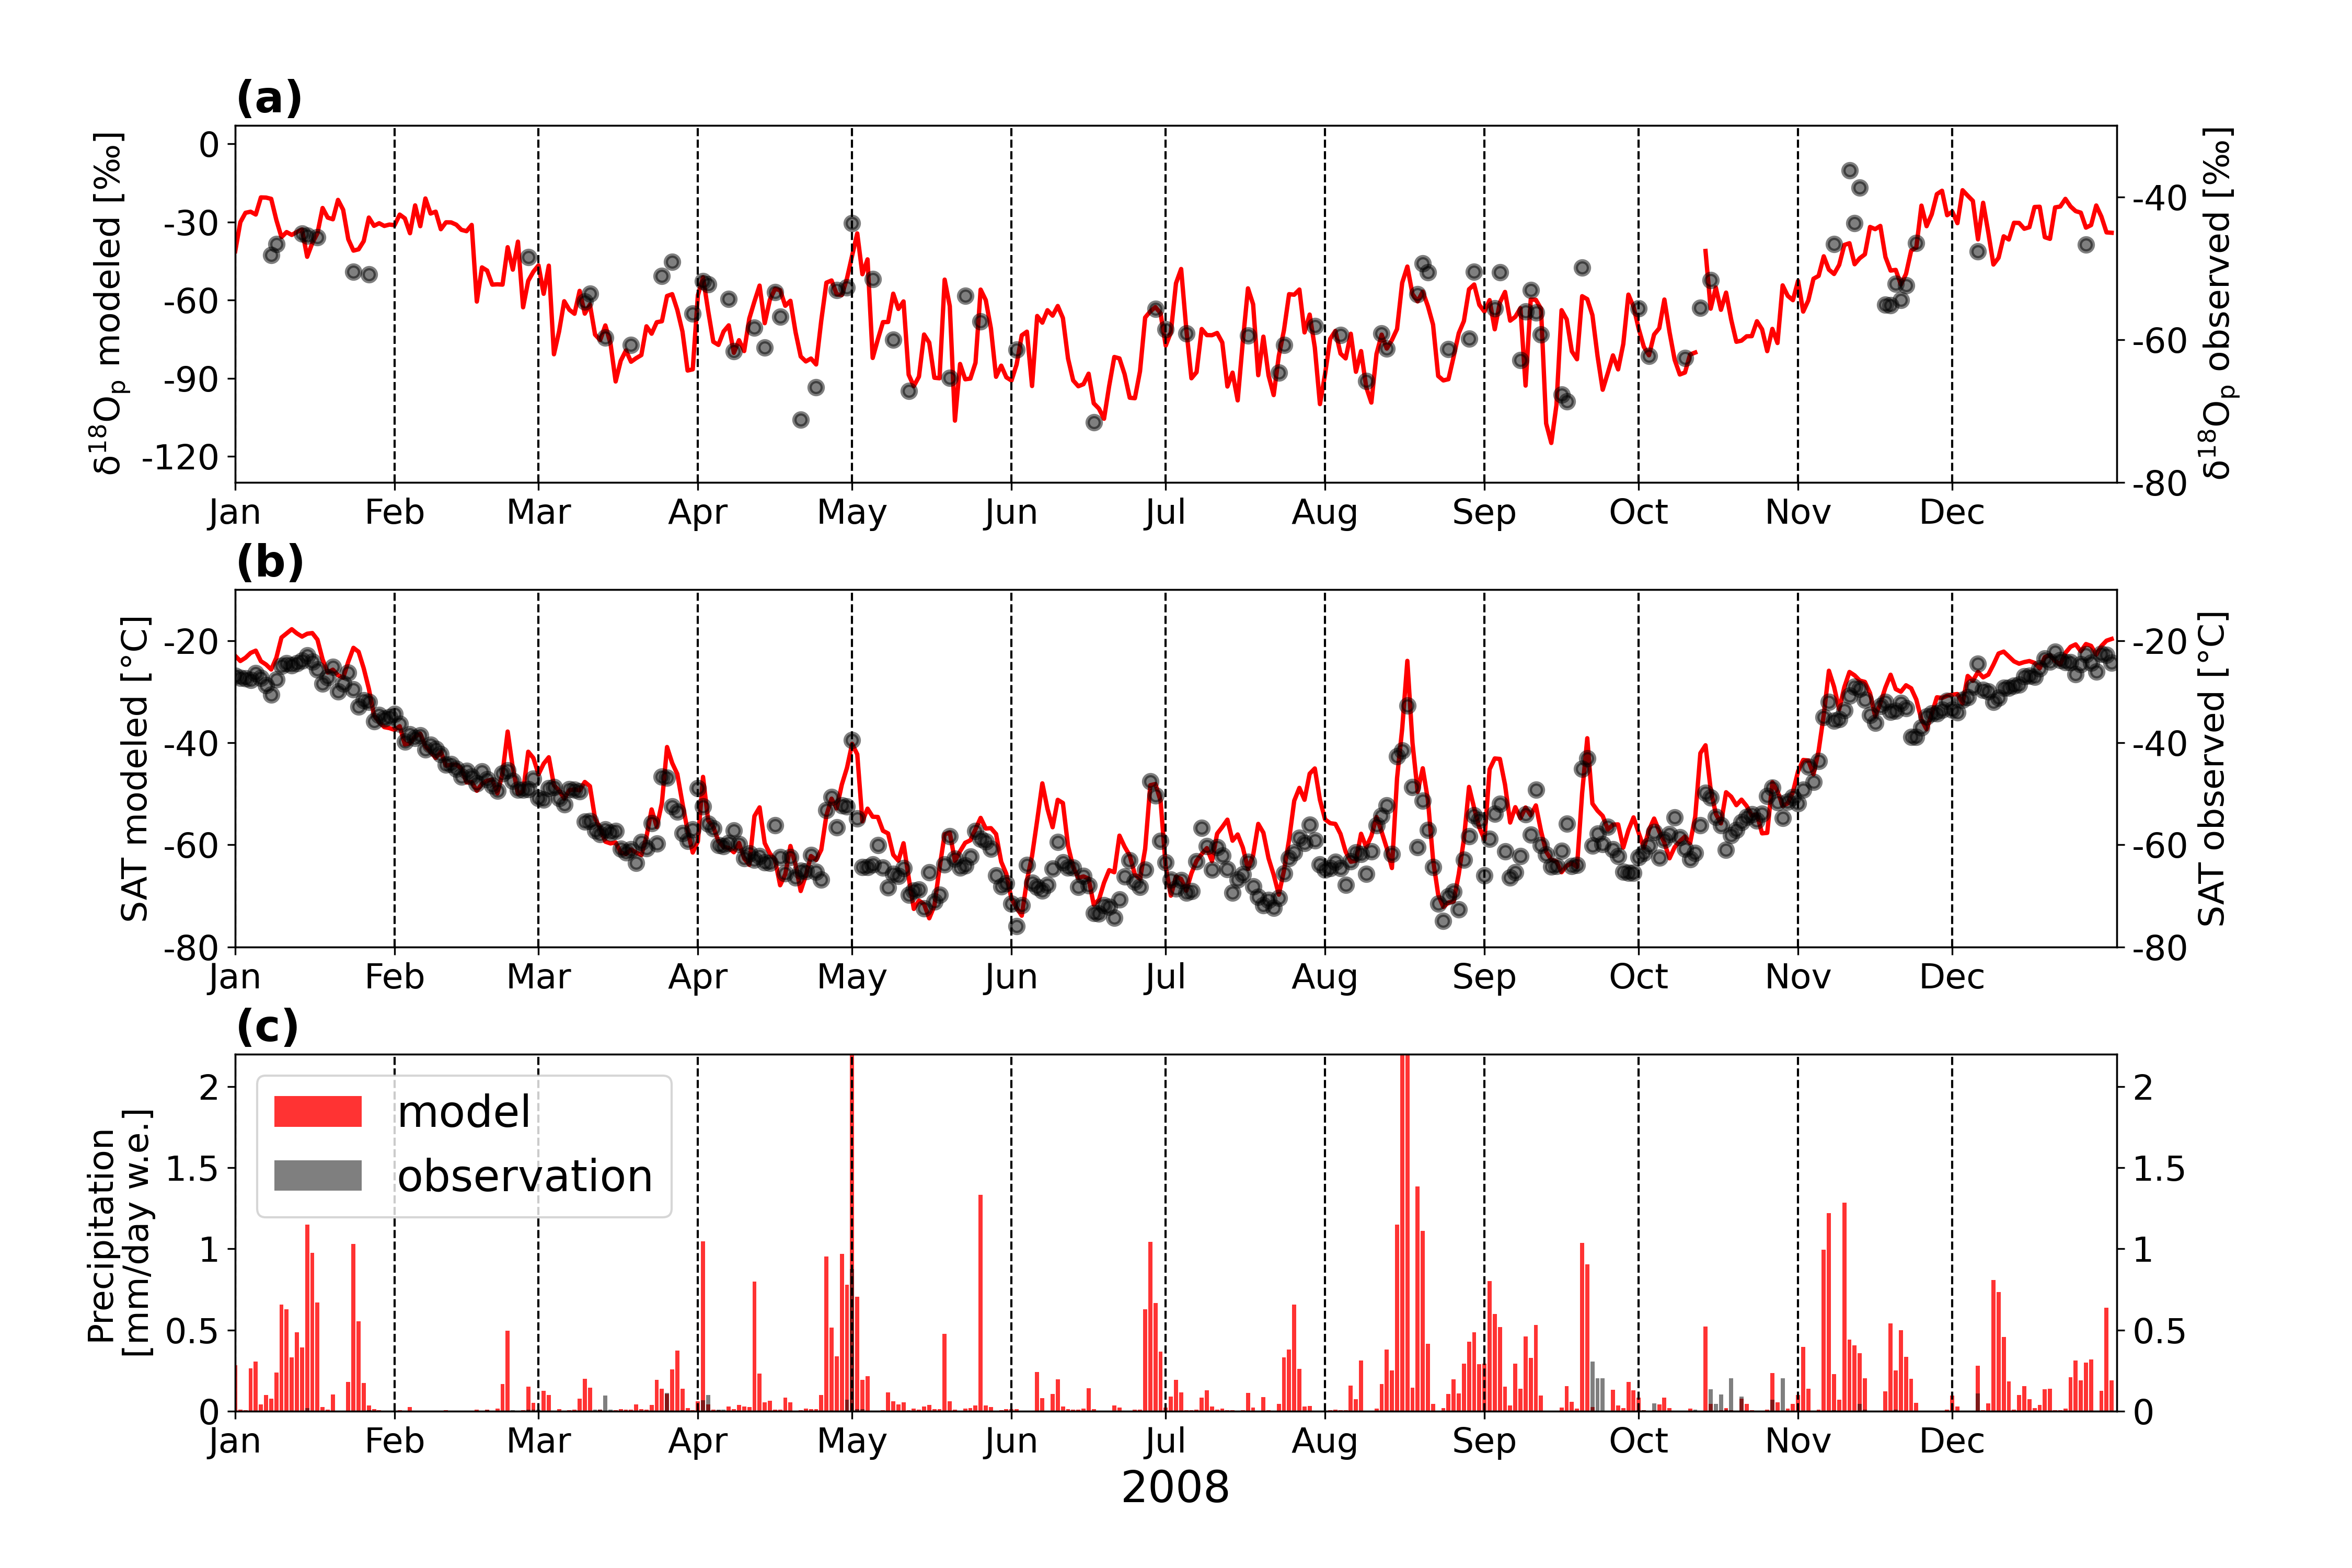 (a)
δ¹⁸Oₚ modeled [‰]
0
-30
-60
-90
-120
δ¹⁸Oₚ observed [‰]
-40
-60
-80
Jan Feb Mar Apr May Jun Jul Aug Sep Oct Nov Dec
(b)
SAT modeled [°C]
-20
-40
-60
-80
SAT observed [°C]
-20
-40
-60
-80
Jan Feb Mar Apr May Jun Jul Aug Sep Oct Nov Dec
(c)
Precipitation
[mm/day w.e.]
2
1.5
1
0.5
0
model
observation
2
1.5
1
0.5
0
Jan Feb Mar Apr May Jun Jul Aug Sep Oct Nov Dec
2008